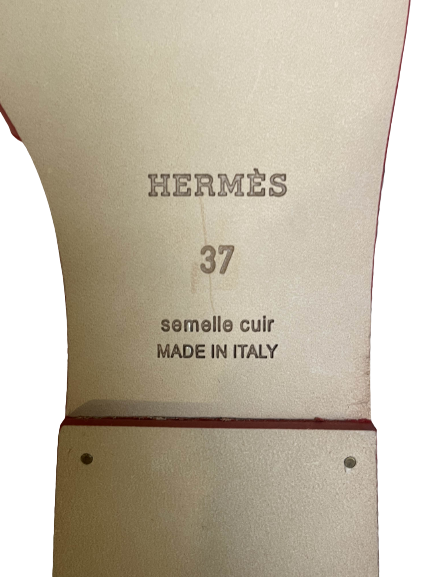 HERMÈS
37
semelle cuir
MADE IN ITALY